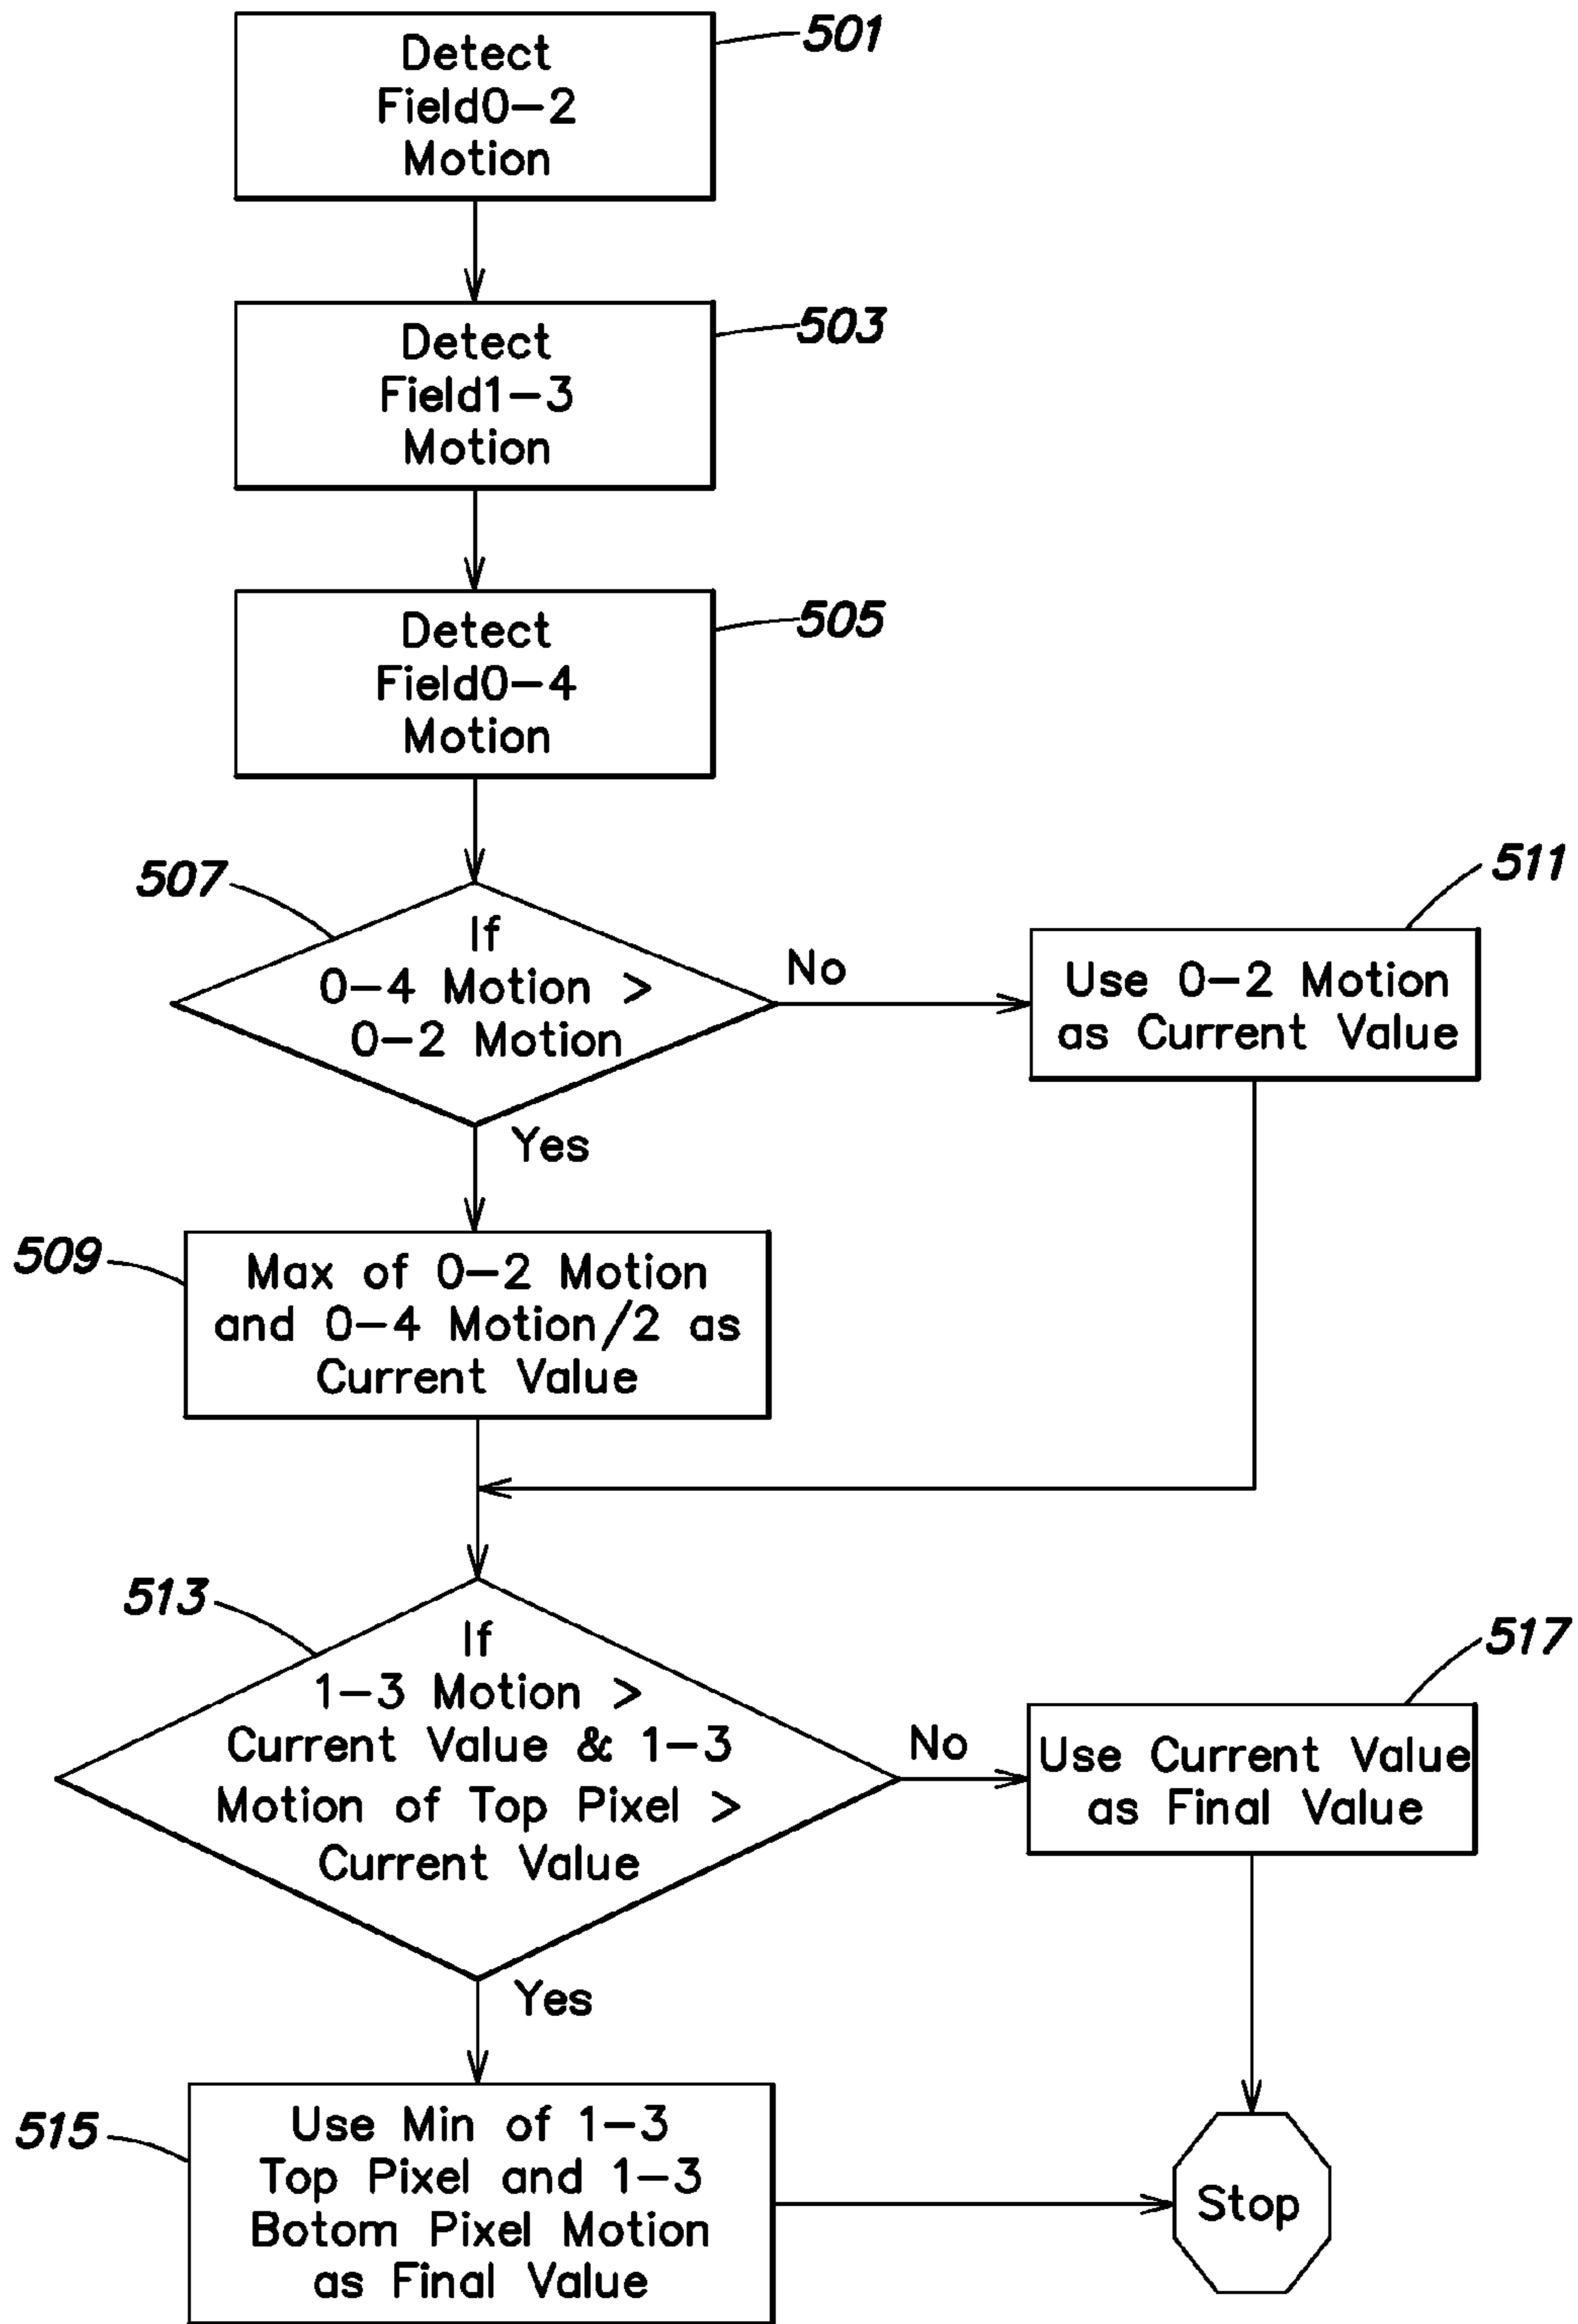 Detect
Field0-2
Motion
501
Detect
Field1-3
Motion
503
Detect
Field0-4
Motion
505
507
If
0-4 Motion >
0-2 Motion
No
511
Use 0-2 Motion
as Current Value
Yes
509
Max of 0-2 Motion
and 0-4 Motion/2 as
Current Value
513
If
1-3 Motion >
Current Value & 1-3
Motion of Top Pixel >
Current Value
No
517
Use Current Value
as Final Value
Yes
515
Use Min of 1-3
Top Pixel and 1-3
Botom Pixel Motion
as Final Value
Stop